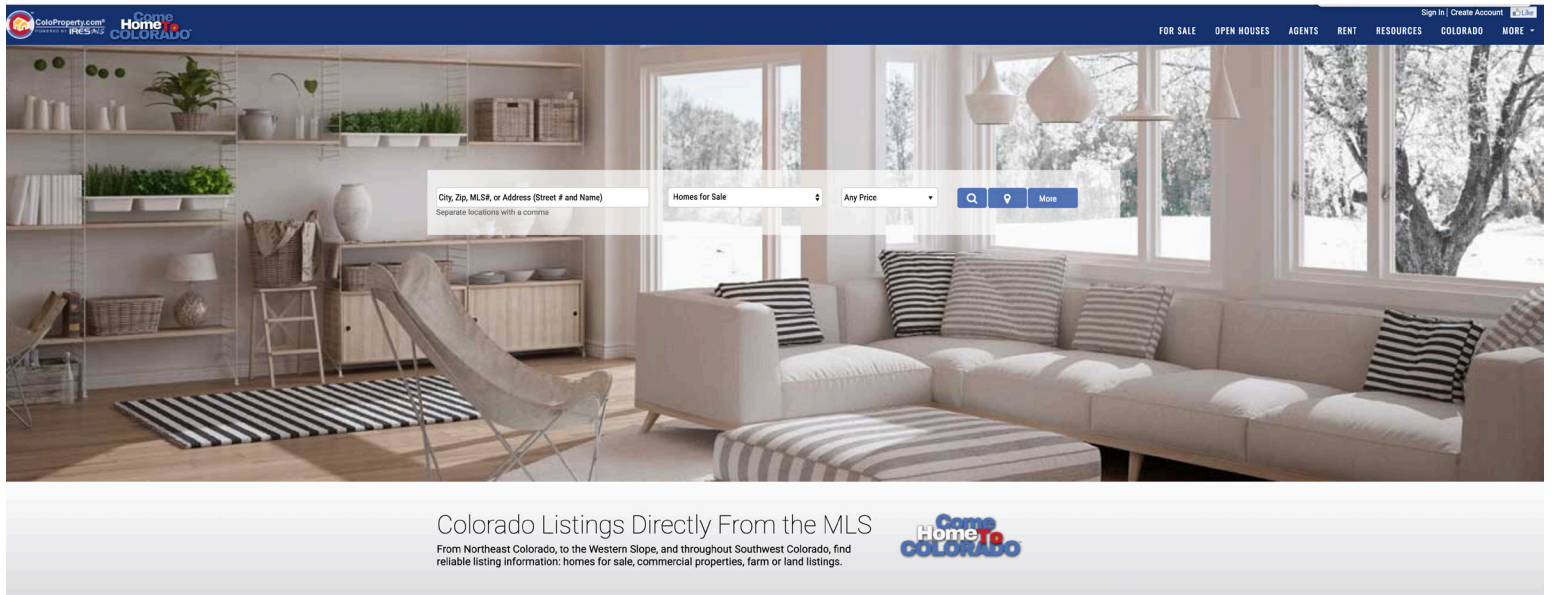 Sign In | Create Account Like
ColoProperty.com®
POWERED BY IRES MLS
Come
Home To
COLORADO
FOR SALE OPEN HOUSES AGENTS RENT RESOURCES COLORADO MORE
City, Zip, MLS#, or Address (Street # and Name) Homes for Sale Any Price More
Separate locations with a comma
Colorado Listings Directly From the MLS
From Northeast Colorado, to the Western Slope, and throughout Southwest Colorado, find
reliable listing information: homes for sale, commercial properties, farm or land listings.
Come
Home To
COLORADO